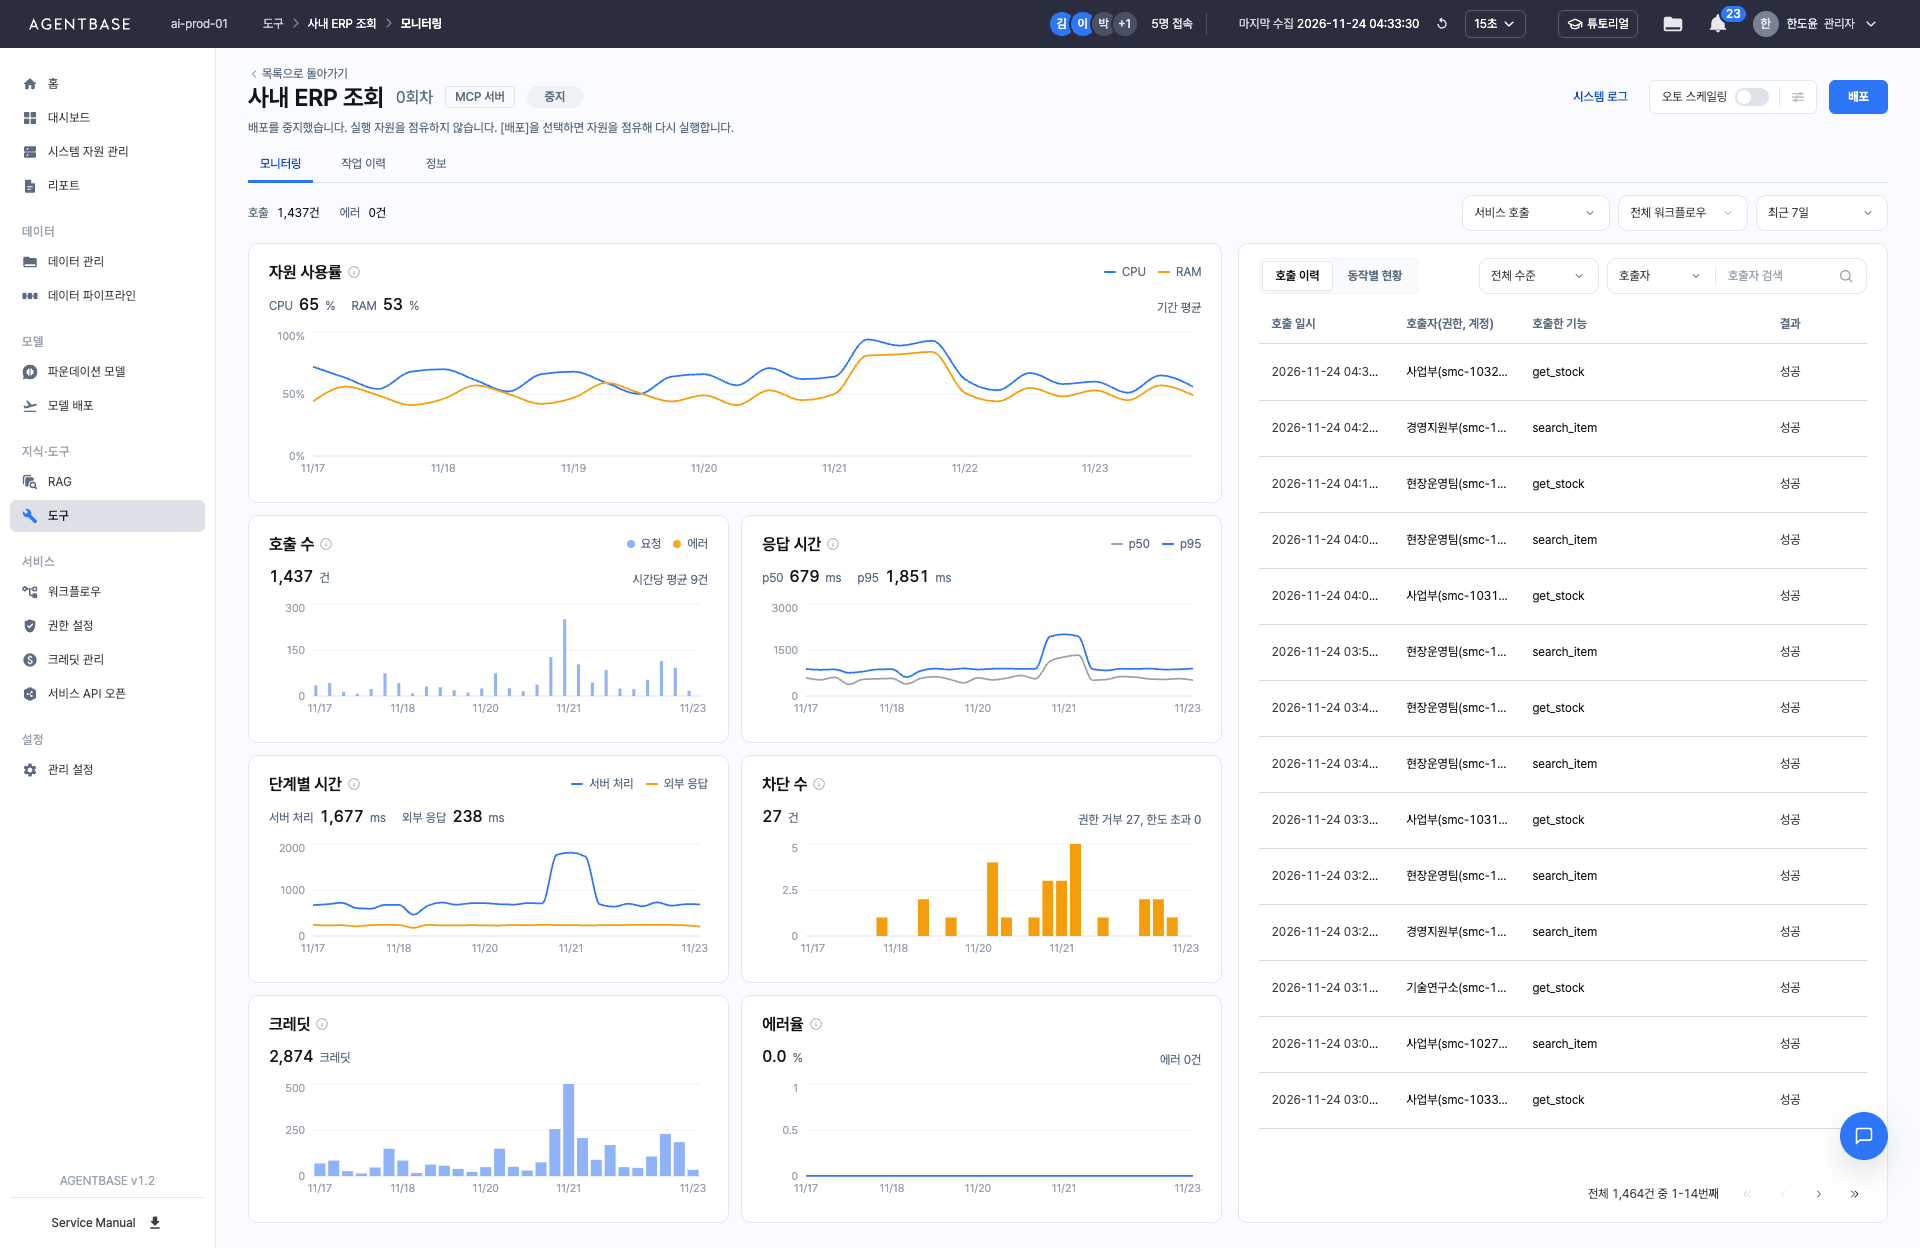 AGENTBASE
ai-prod-01
도구 > 사내 ERP 조회 > 모니터링
김 이 박 +1 5명 접속
마지막 수집 2026-11-24 04:33:30
15초
튜토리얼
23
한 한도윤 관리자
홈
대시보드
시스템 자원 관리
리포트
데이터
데이터 관리
데이터 파이프라인
모델
파운데이션 모델
모델 배포
지식·도구
RAG
도구
서비스
워크플로우
권한 설정
크레딧 관리
서비스 API 오픈
설정
관리 설정
AGENTBASE v1.2
Service Manual
목록으로 돌아가기
사내 ERP 조회 0회차 MCP 서버 중지
시스템 로그 오토 스케일링 배포
배포를 중지했습니다. 실행 자원을 점유하지 않습니다. [배포]을 선택하면 자원을 점유해 다시 실행합니다.
모니터링 작업 이력 정보
호출 1,437건 에러 0건
서비스 호출 전체 워크플로우 최근 7일
자원 사용률
CPU RAM
CPU 65 % RAM 53 %
기간 평균
100%
50%
0%
11/17 11/18 11/19 11/20 11/21 11/22 11/23
호출 수
요청 에러
1,437 건
시간당 평균 9건
300
150
0
11/17 11/18 11/20 11/21 11/23
응답 시간
p50 p95
p50 679 ms p95 1,851 ms
3000
1500
0
11/17 11/18 11/20 11/21 11/23
단계별 시간
서버 처리 외부 응답
서버 처리 1,677 ms 외부 응답 238 ms
2000
1000
0
11/17 11/18 11/20 11/21 11/23
차단 수
27 건
권한 거부 27, 한도 초과 0
5
2.5
0
11/17 11/18 11/20 11/21 11/23
크레딧
2,874 크레딧
500
250
0
11/17 11/18 11/20 11/21 11/23
에러율
0.0 %
에러 0건
1
0.5
0
11/17 11/18 11/20 11/21 11/23
호출 이력 동작별 현황
전체 수준 호출자 호출자 검색
호출 일시 호출자(권한, 계정) 호출한 기능 결과
2026-11-24 04:3... 사업부(smc-1032... get_stock 성공
2026-11-24 04:2... 경영지원부(smc-1... search_item 성공
2026-11-24 04:1... 현장운영팀(smc-1... get_stock 성공
2026-11-24 04:0... 현장운영팀(smc-1... search_item 성공
2026-11-24 04:0... 사업부(smc-1031... get_stock 성공
2026-11-24 03:5... 현장운영팀(smc-1... search_item 성공
2026-11-24 03:4... 현장운영팀(smc-1... get_stock 성공
2026-11-24 03:4... 현장운영팀(smc-1... search_item 성공
2026-11-24 03:3... 사업부(smc-1031... get_stock 성공
2026-11-24 03:2... 현장운영팀(smc-1... search_item 성공
2026-11-24 03:2... 경영지원부(smc-1... search_item 성공
2026-11-24 03:1... 기술연구소(smc-1... get_stock 성공
2026-11-24 03:0... 사업부(smc-1027... search_item 성공
2026-11-24 03:0... 사업부(smc-1033... get_stock 성공
전체 1,464건 중 1-14번째